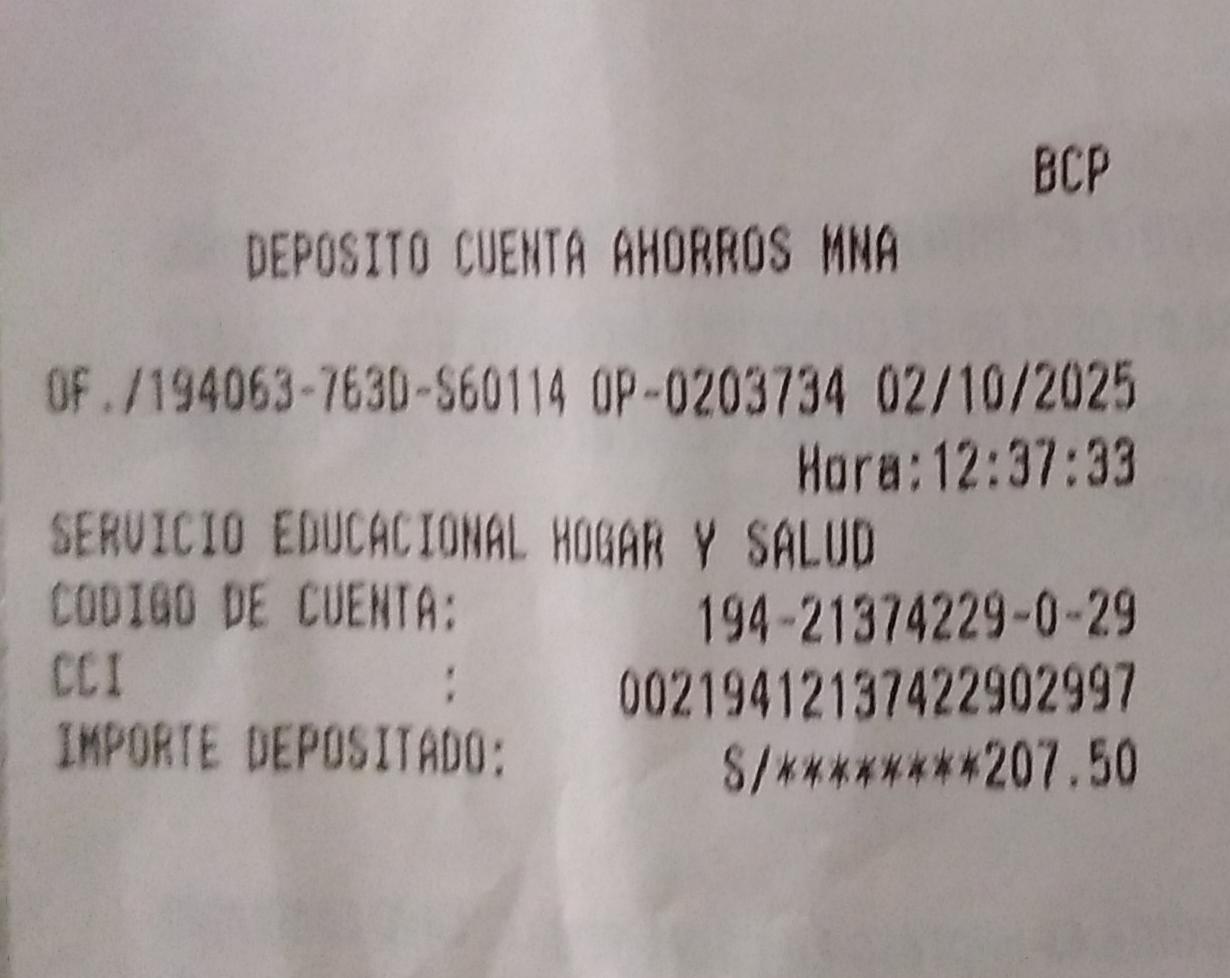 BCP
DEPOSITO CUENTA AHORROS MNA
OF./194063-763D-S60114 OP-0203734 02/10/2025
Hora:12:37:33
SERVICIO EDUCACIONAL HOGAR Y SALUD
CODIGO DE CUENTA: 194-21374229-0-29
CCI : 00219412137422902997
IMPORTE DEPOSITADO: S/********207.50